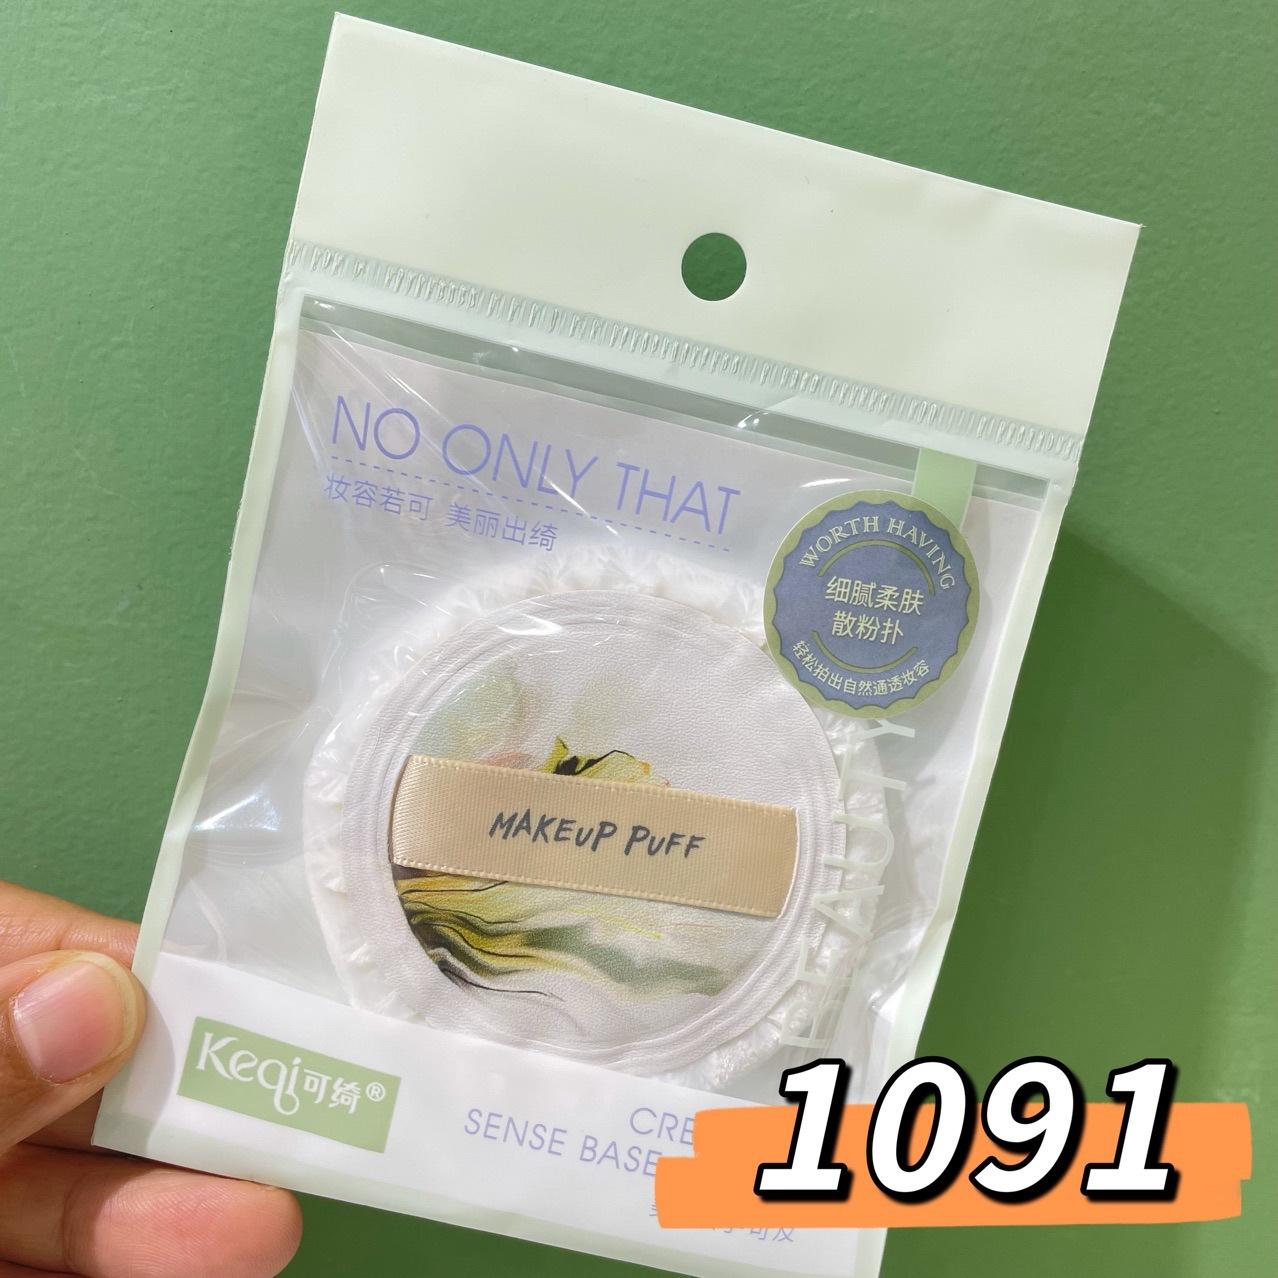 NO ONLY THAT
妆容若可 美丽出绮
WORTH HAVING
细腻柔肤
散粉扑
轻松拍出自然通透妆容
BEAUTY
MAKEUP PUFF
Keqi可绮®
SENSE BASE
1091